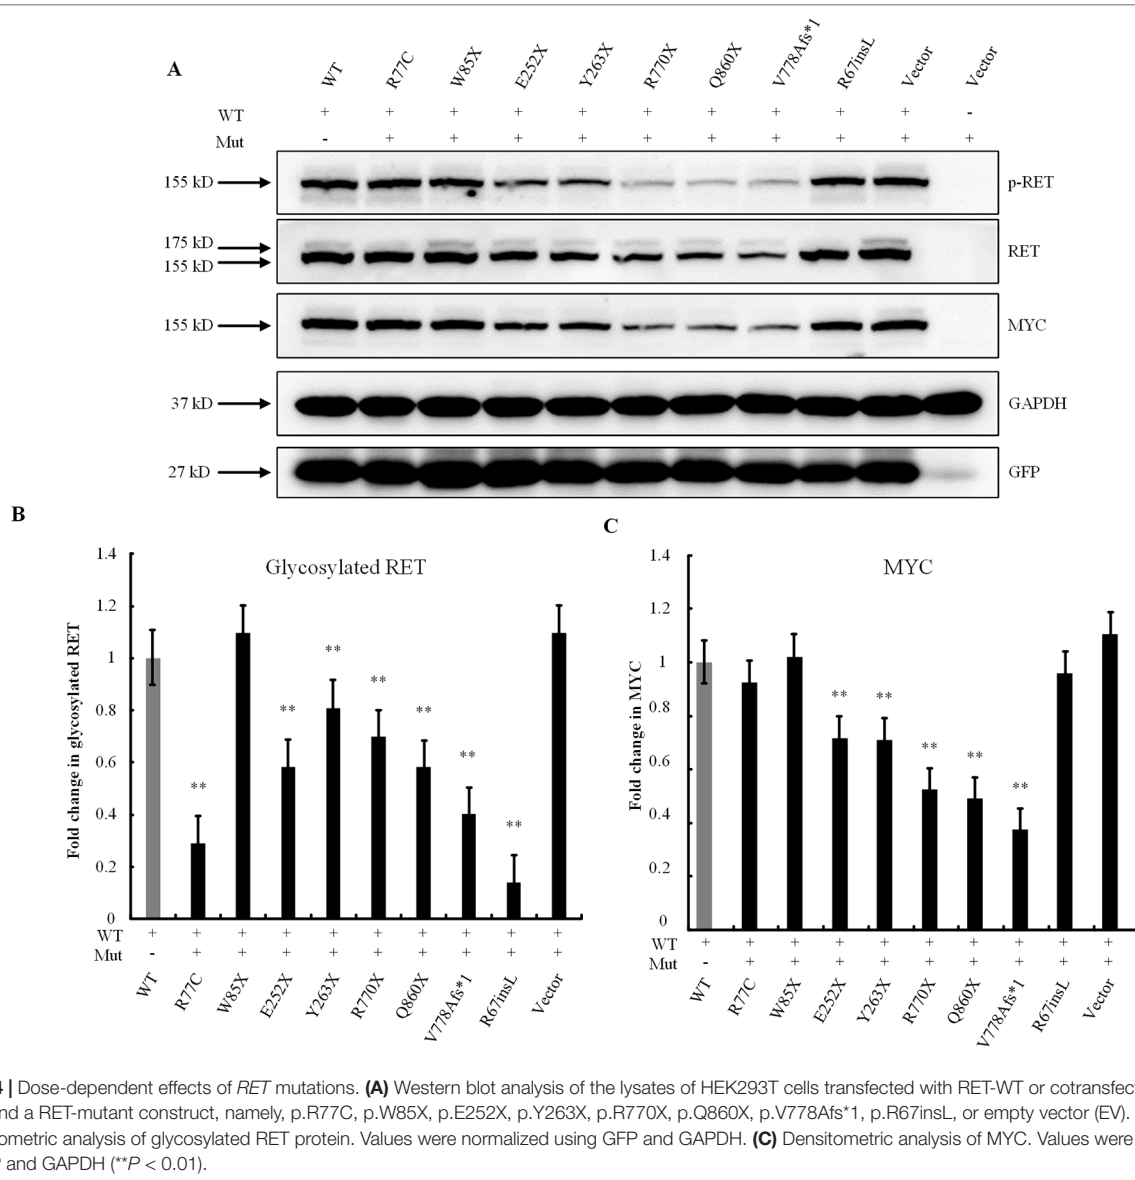 A
WT R77C W85X E252X Y263X R770X Q860X V778Afs*1 R67insL Vector Vector
WT + + + + + + + + + + -
Mut - + + + + + + + + + +
155 kD p-RET
175 kD
155 kD RET
155 kD MYC
37 kD GAPDH
27 kD GFP
B
Glycosylated RET
Fold change in glycosylated RET
1.4
1.2
1
0.8
0.6
0.4
0.2
0
** ** ** ** ** ** **
WT + + + + + + + + + +
Mut - + + + + + + + + +
WT R77C W85X E252X Y263X R770X Q860X V778Afs*1 R67insL Vector
C
MYC
Fold change in MYC
1.4
1.2
1
0.8
0.6
0.4
0.2
0
** ** ** ** **
WT + + + + + + + + + +
Mut - + + + + + + + + +
WT R77C W85X E252X Y263X R770X Q860X V778Afs*1 R67insL Vector
4 | Dose-dependent effects of RET mutations. (A) Western blot analysis of the lysates of HEK293T cells transfected with RET-WT or cotransfect
nd a RET-mutant construct, namely, p.R77C, p.W85X, p.E252X, p.Y263X, p.R770X, p.Q860X, p.V778Afs*1, p.R67insL, or empty vector (EV).
ometric analysis of glycosylated RET protein. Values were normalized using GFP and GAPDH. (C) Densitometric analysis of MYC. Values were
P and GAPDH (**P < 0.01).